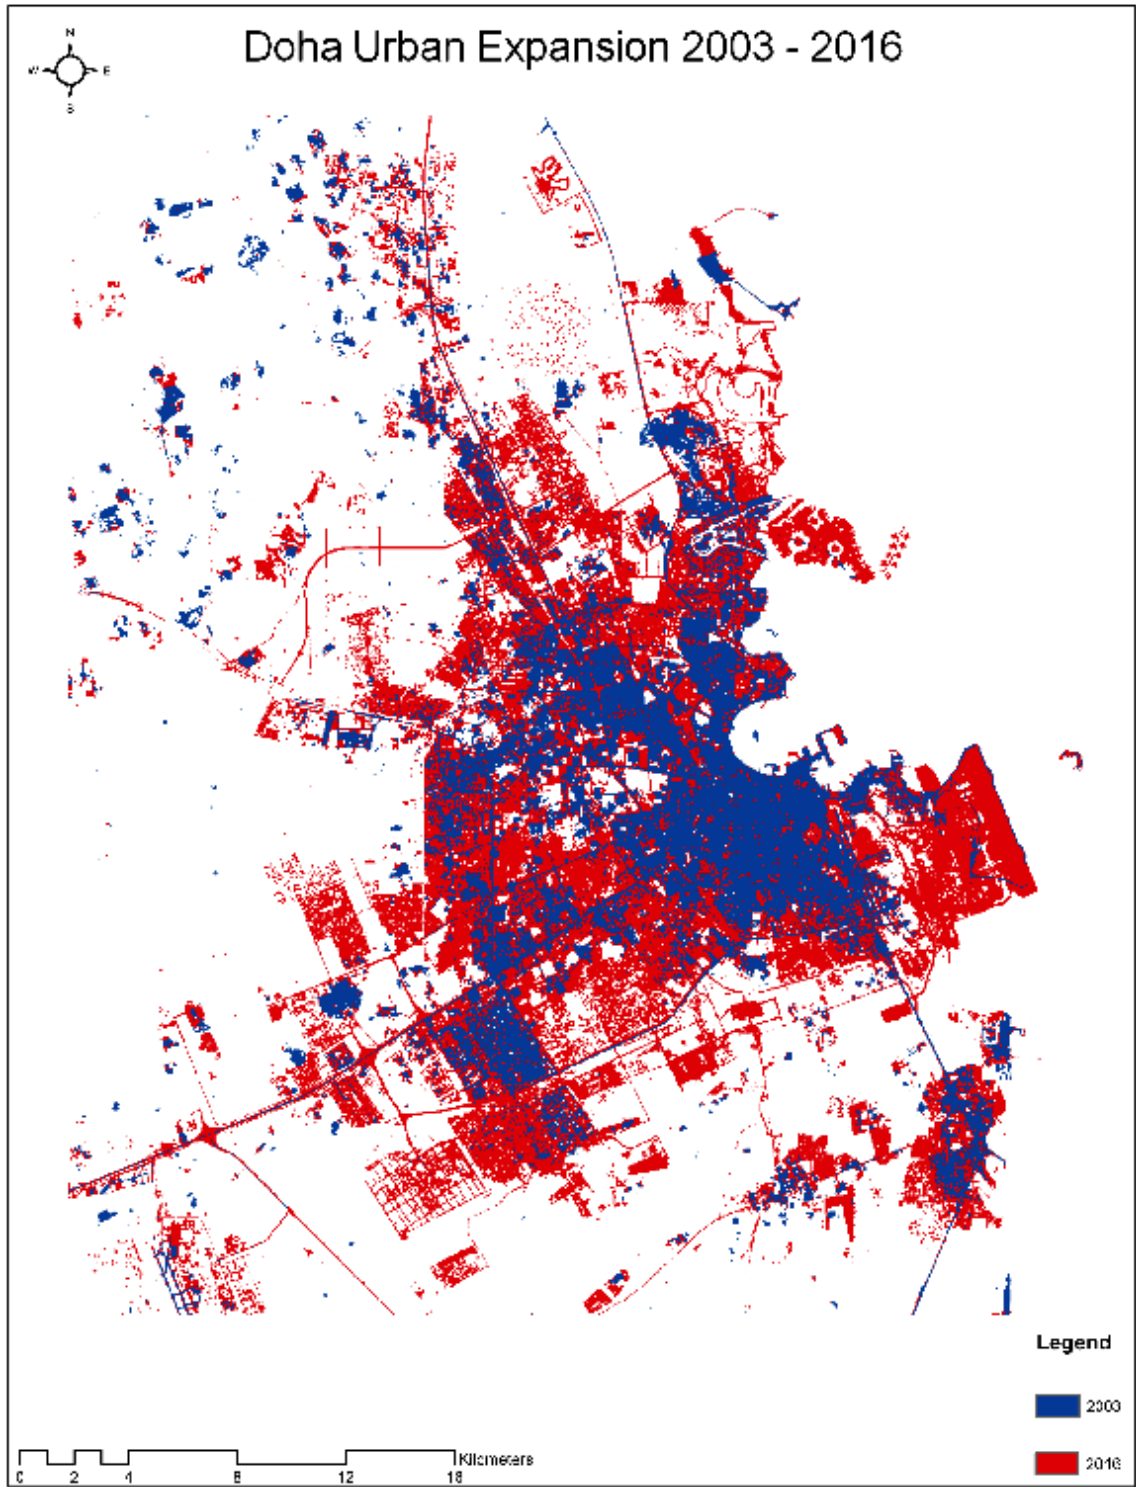 Doha Urban Expansion 2003 - 2016
N
W E
S
Legend
2003
2016
Kilometers
0 2 4 8 12 16